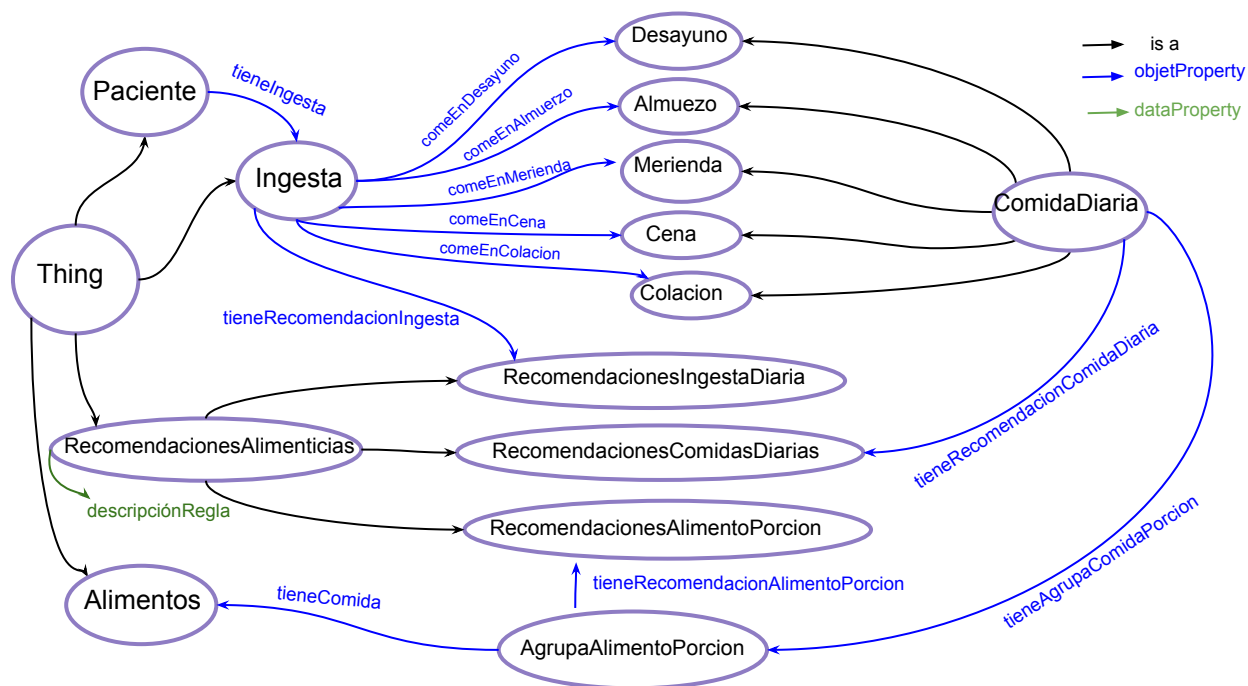 Desayuno
is a
objetProperty
dataProperty
Paciente
tieneIngesta
comeEnDesayuno
Almuezo
comeEnAlmuerzo
Merienda
Ingesta
comeEnMerienda
ComidaDiaria
comeEnCena
Cena
comeEnColacion
Thing
Colacion
tieneRecomendacionIngesta
RecomendacionesIngestaDiaria
tieneRecomendacionComidaDiaria
RecomendacionesAlimenticias
RecomendacionesComidasDiarias
descripciónRegla
RecomendacionesAlimentoPorcion
tieneAgrupaComidaPorcion
tieneRecomendacionAlimentoPorcion
Alimentos
tieneComida
AgrupaAlimentoPorcion